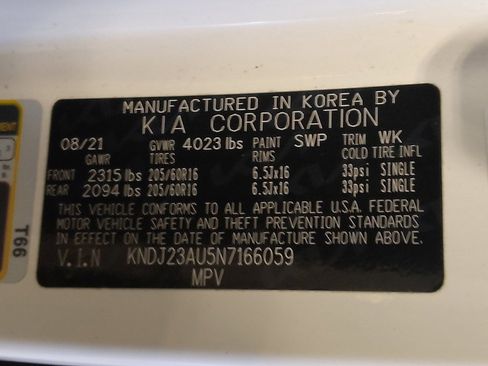 MANUFACTURED IN KOREA BY
KIA CORPORATION
08/21 GVWR 4023 lbs PAINT SWP TRIM WK
GAWR TIRES RIMS COLD TIRE INFL
FRONT 2315 lbs 205/60R16 6.5Jx16 33psi SINGLE
REAR 2094 lbs 205/60R16 6.5Jx16 33psi SINGLE
THIS VEHICLE CONFORMS TO ALL APPLICABLE U.S.A. FEDERAL
MOTOR VEHICLE SAFETY AND THEFT PREVENTION STANDARDS
IN EFFECT ON THE DATE OF MANUFACTURE SHOWN ABOVE.
V.I.N KNDJ23AU5N7166059
MPV
T66